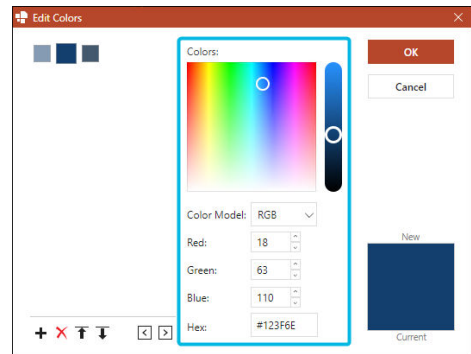 Edit Colors
Colors:
OK
Cancel
Color Model: RGB
Red: 18
Green: 63
Blue: 110
Hex: #123F6E
New
Current